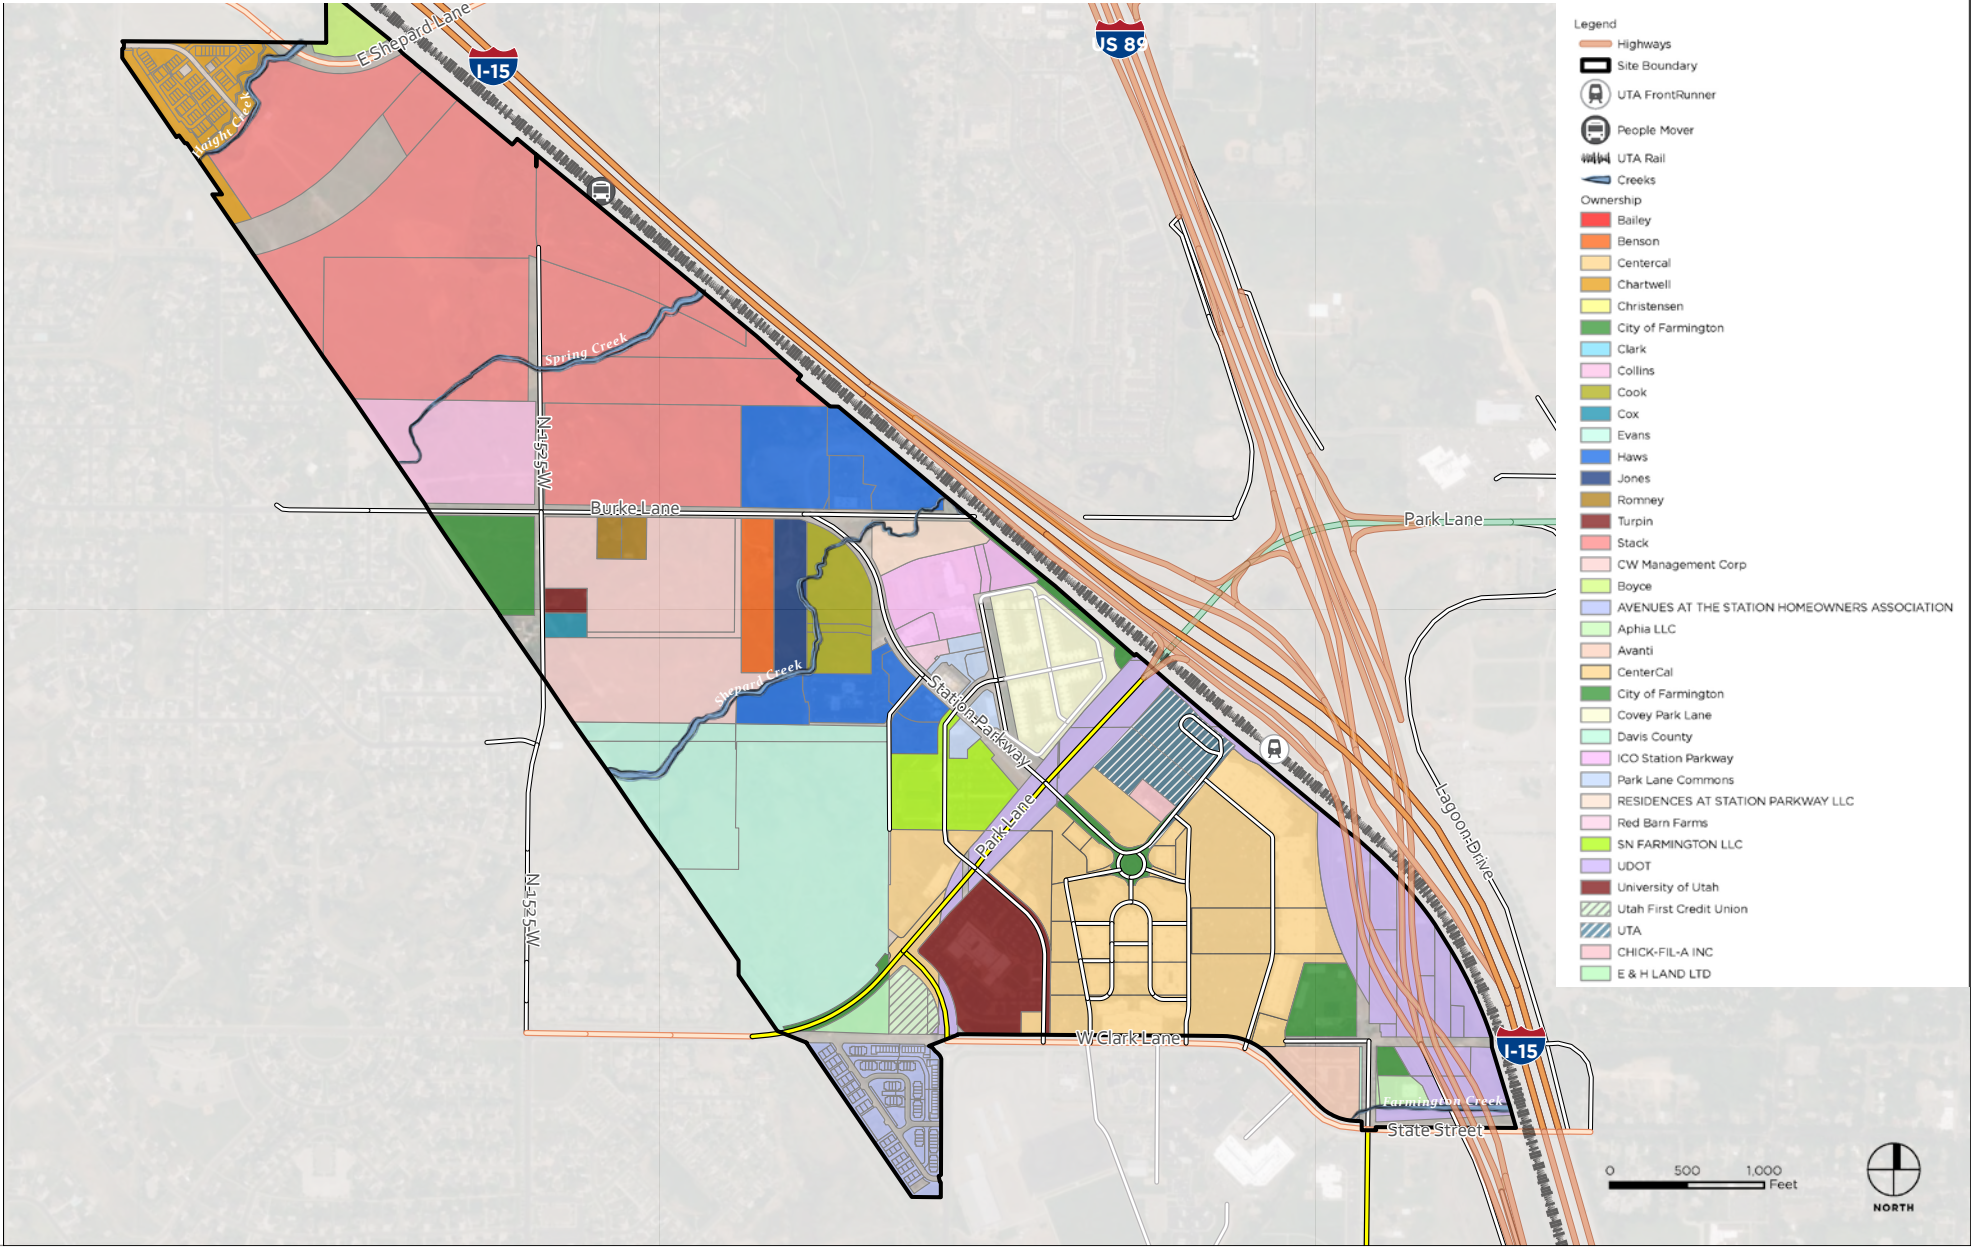 E Shepard Lane
I-15
US 89
Haight Creek
Spring Creek
N 1525 W
Burke Lane
Park Lane
Shepard Creek
Station Parkway
Park Lane
Lagoon Drive
N 1525 W
W Clark Lane
I-15
Farmington Creek
State Street
Legend
Highways
Site Boundary
UTA FrontRunner
People Mover
UTA Rail
Creeks
Ownership
Bailey
Benson
Centercal
Chartwell
Christensen
City of Farmington
Clark
Collins
Cook
Cox
Evans
Haws
Jones
Romney
Turpin
Stack
CW Management Corp
Boyce
AVENUES AT THE STATION HOMEOWNERS ASSOCIATION
Aphia LLC
Avanti
CenterCal
City of Farmington
Covey Park Lane
Davis County
ICO Station Parkway
Park Lane Commons
RESIDENCES AT STATION PARKWAY LLC
Red Barn Farms
SN FARMINGTON LLC
UDOT
University of Utah
Utah First Credit Union
UTA
CHICK-FIL-A INC
E & H LAND LTD
0 500 1,000
Feet
NORTH